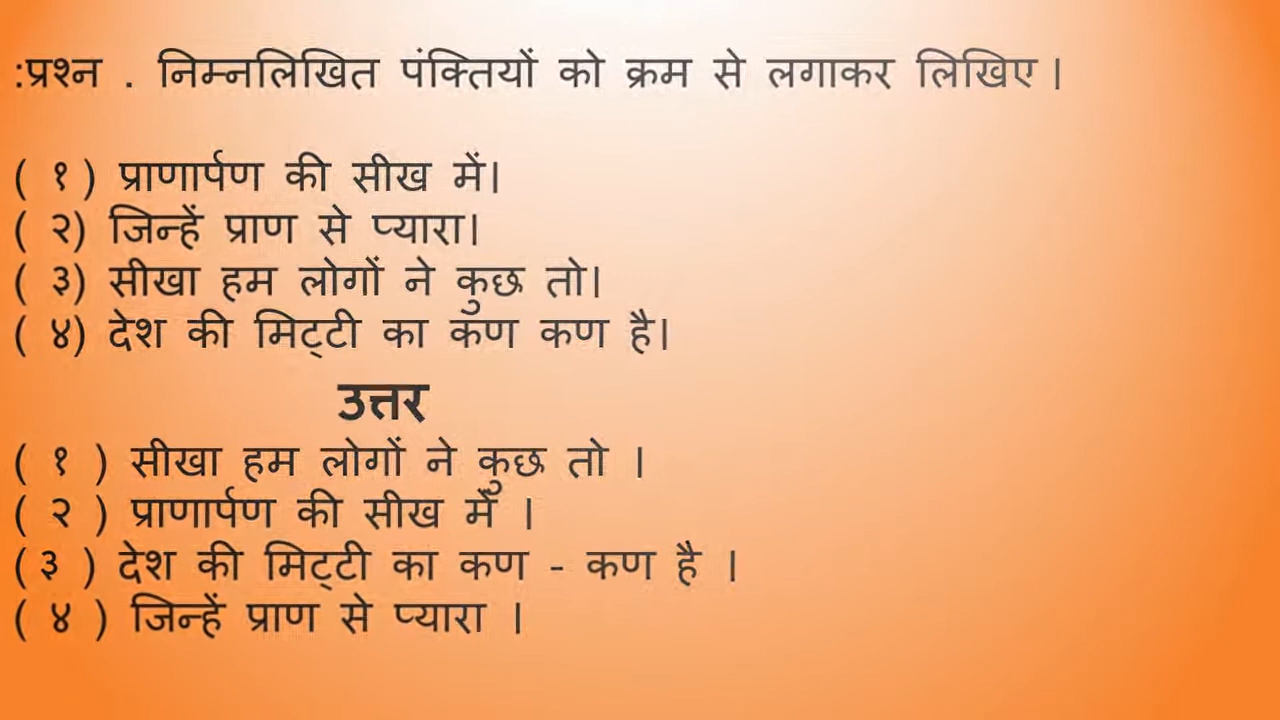 :प्रश्न . निम्नलिखित पंक्तियों को क्रम से लगाकर लिखिए |
( १ ) प्राणार्पण की सीख में|
( २) जिन्हें प्राण से प्यारा|
( ३) सीखा हम लोगों ने कुछ तो|
( ४) देश की मिट्टी का कण कण है|
उत्तर
( १ ) सीखा हम लोगों ने कुछ तो |
( २ ) प्राणार्पण की सीख में |
( ३ ) देश की मिट्टी का कण - कण है |
( ४ ) जिन्हें प्राण से प्यारा |